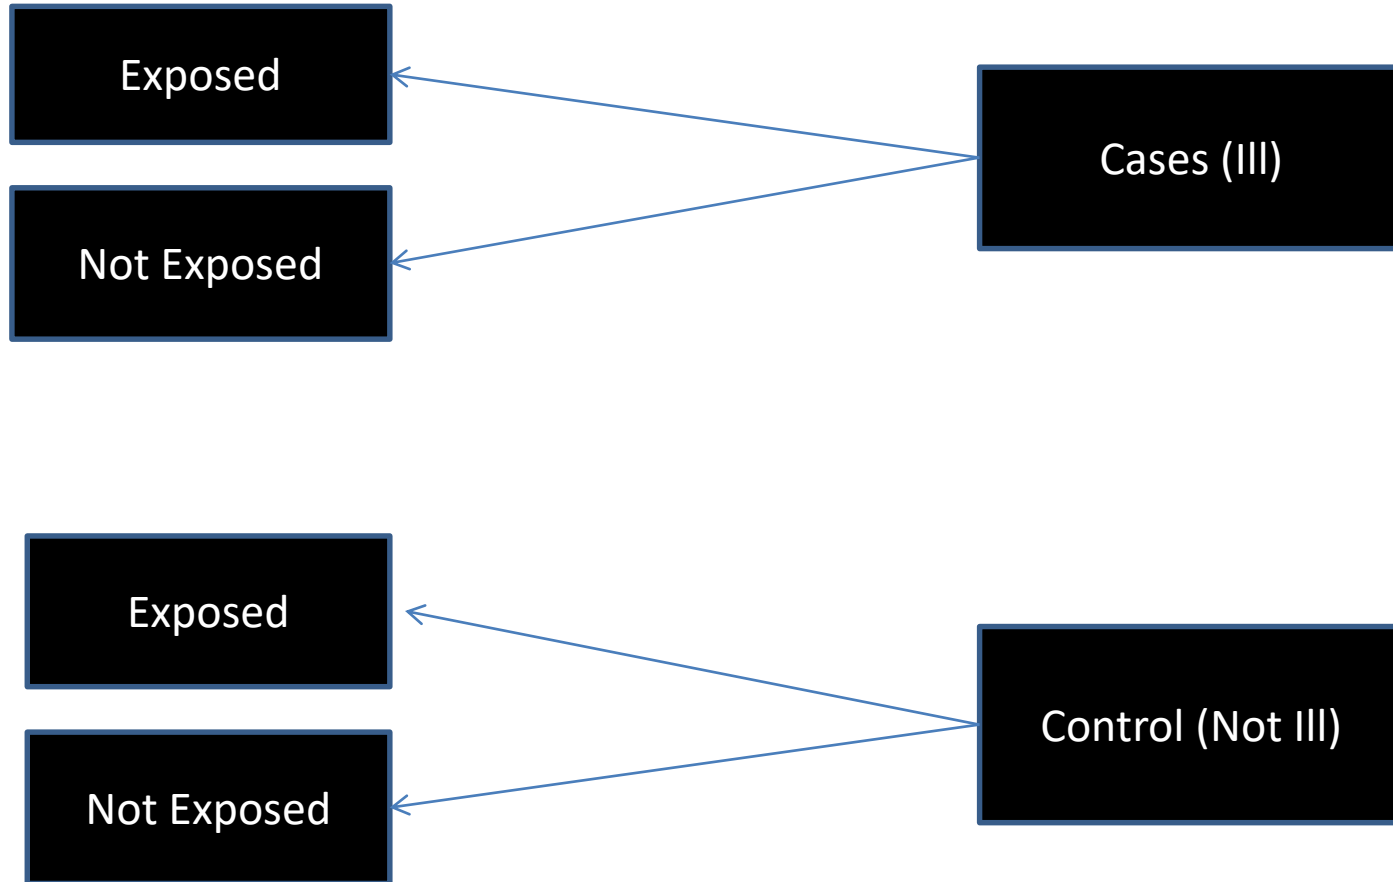 Exposed
Cases (Ill)
Not Exposed
Exposed
Control (Not Ill)
Not Exposed